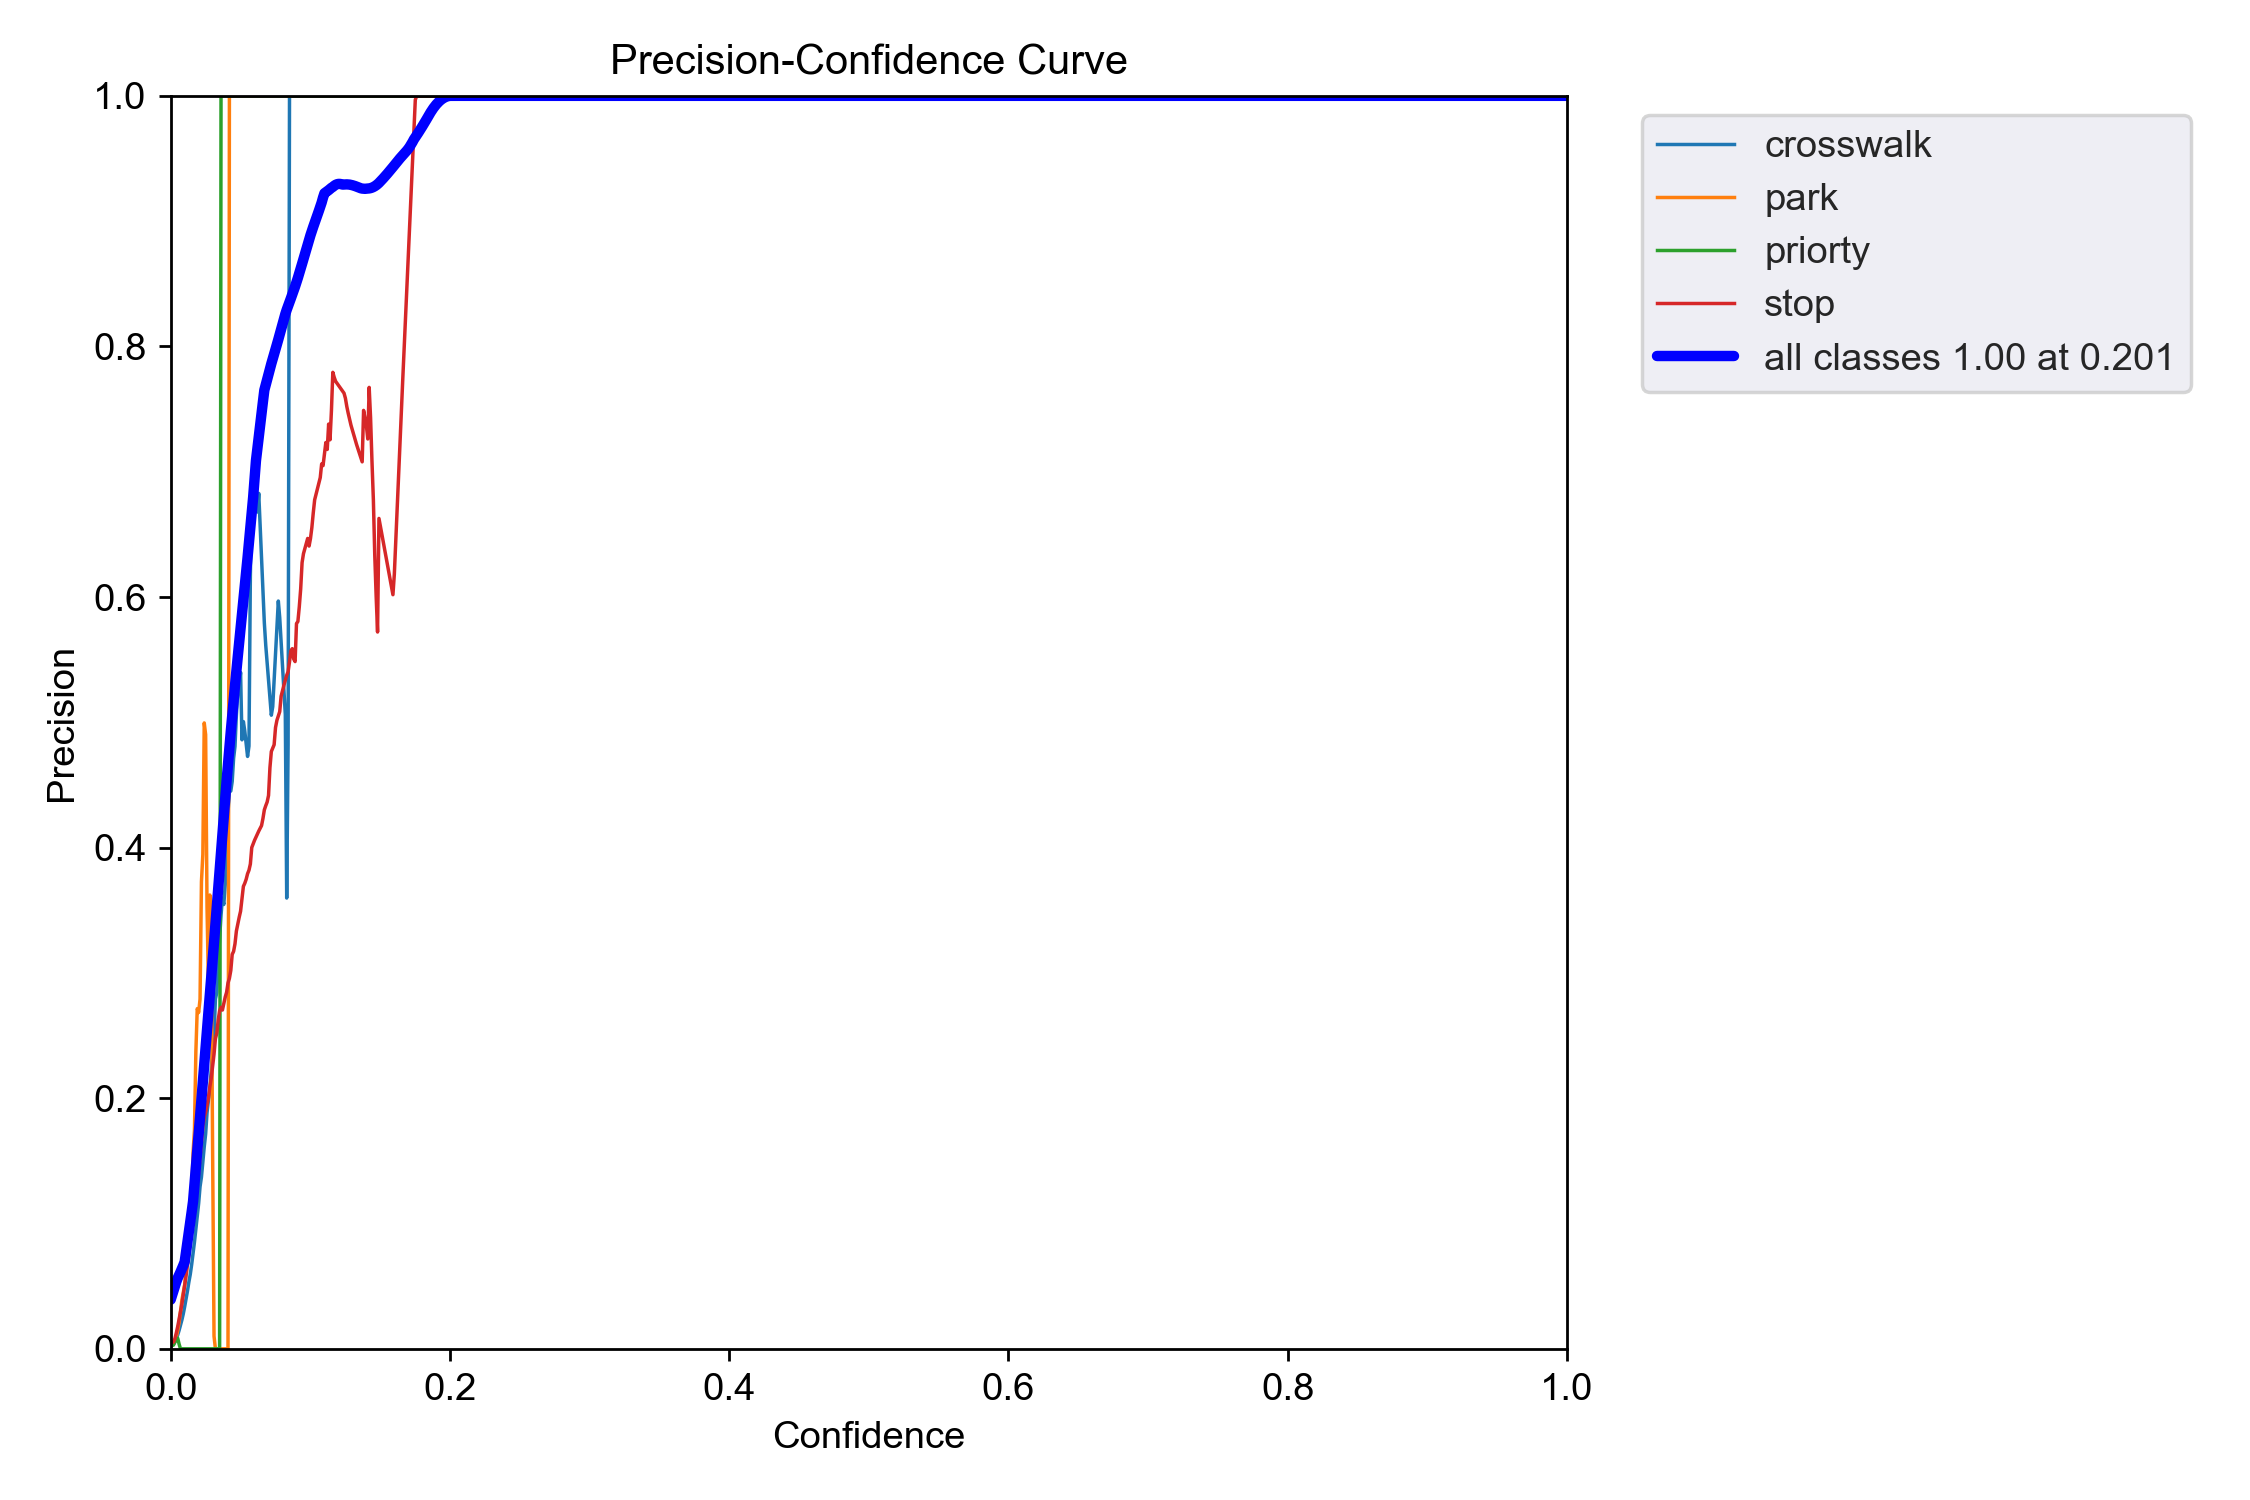 Precision-Confidence Curve
1.0
0.8
0.6
0.4
0.2
0.0
Precision
0.0 0.2 0.4 0.6 0.8 1.0
Confidence
crosswalk
park
priorty
stop
all classes 1.00 at 0.201